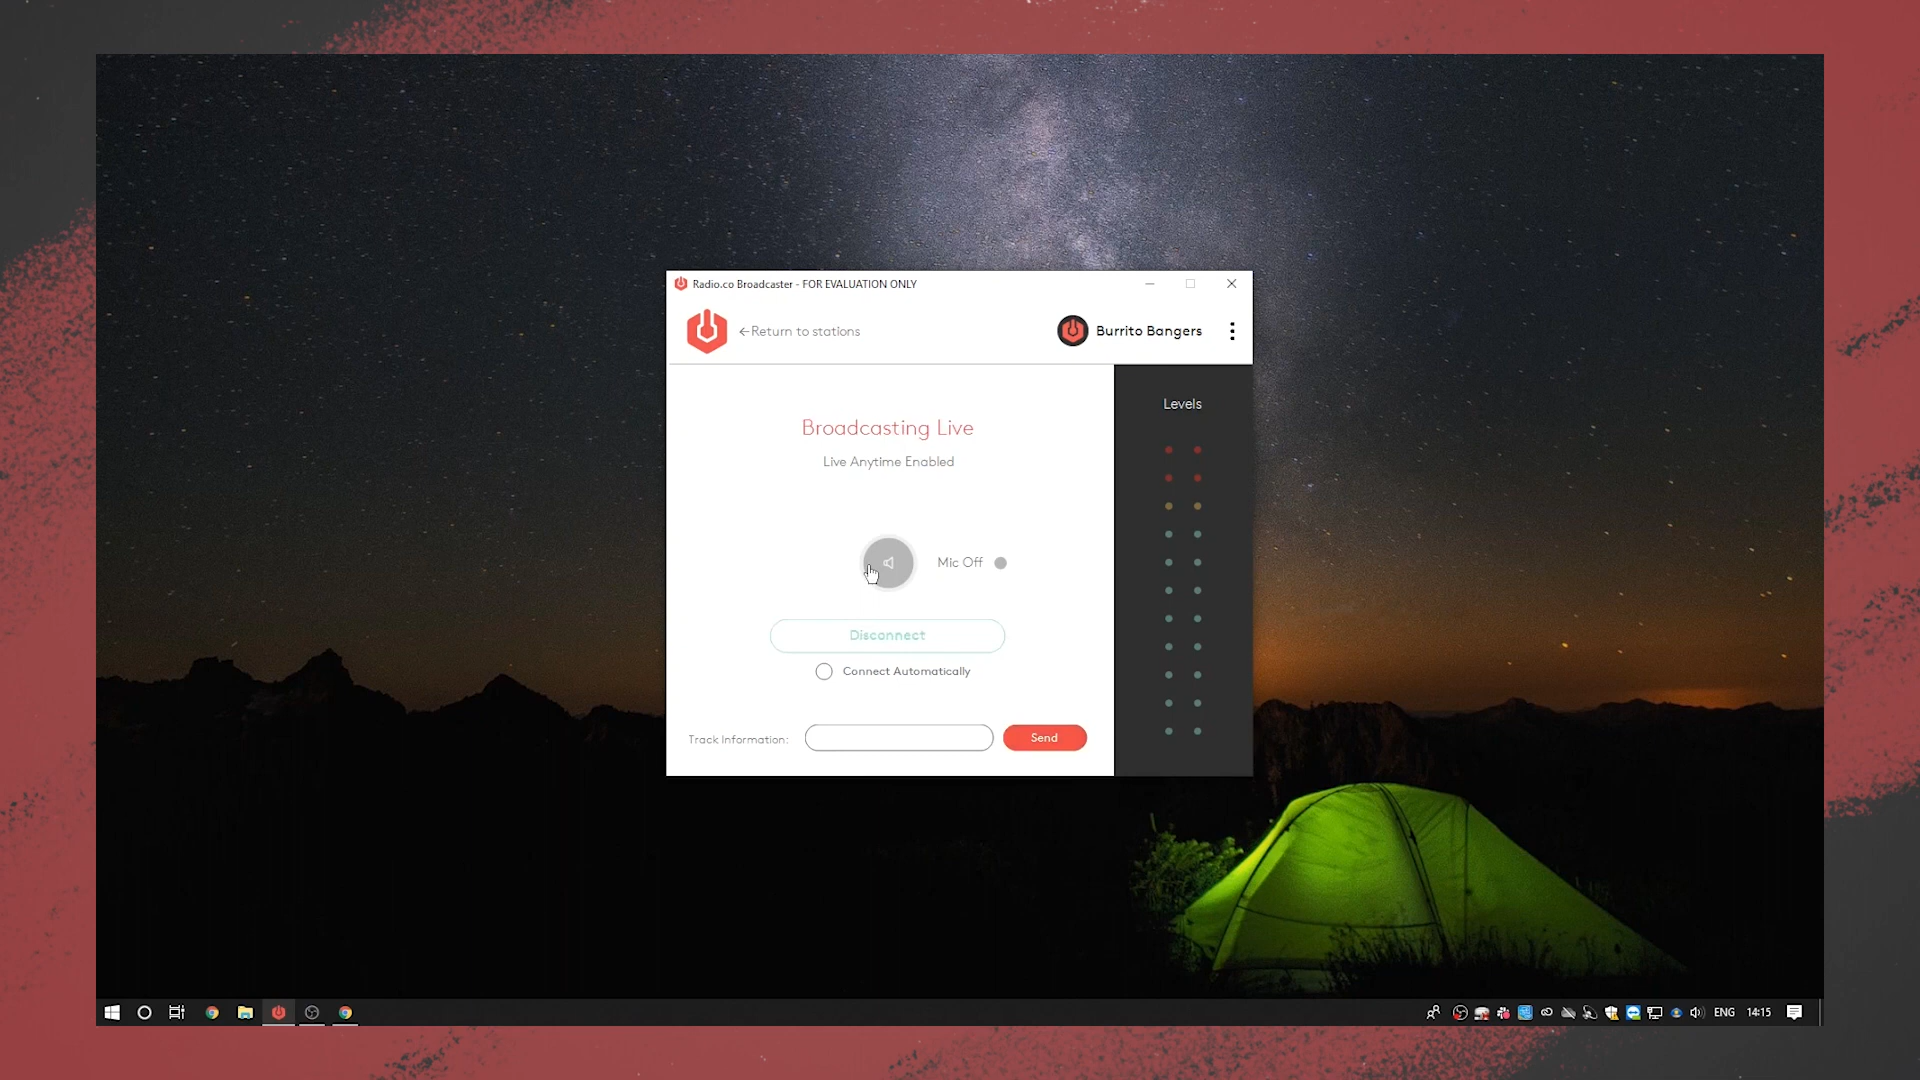 Radio.co Broadcaster - FOR EVALUATION ONLY
←Return to stations
Burrito Bangers
Levels
Broadcasting Live
Live Anytime Enabled
Mic Off
Disconnect
Connect Automatically
Track Information:
Send
ENG
14:15